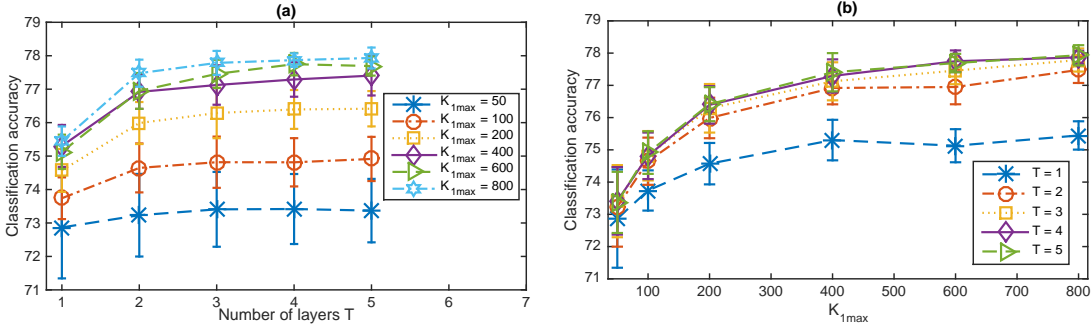 (a)
79
78
77
76
75
74
73
72
71
Classification accuracy
1 2 3 4 5 6 7
Number of layers T
K1max = 50
K1max = 100
K1max = 200
K1max = 400
K1max = 600
K1max = 800
(b)
79
78
77
76
75
74
73
72
71
Classification accuracy
100 200 300 400 500 600 700 800
K1max
T = 1
T = 2
T = 3
T = 4
T = 5